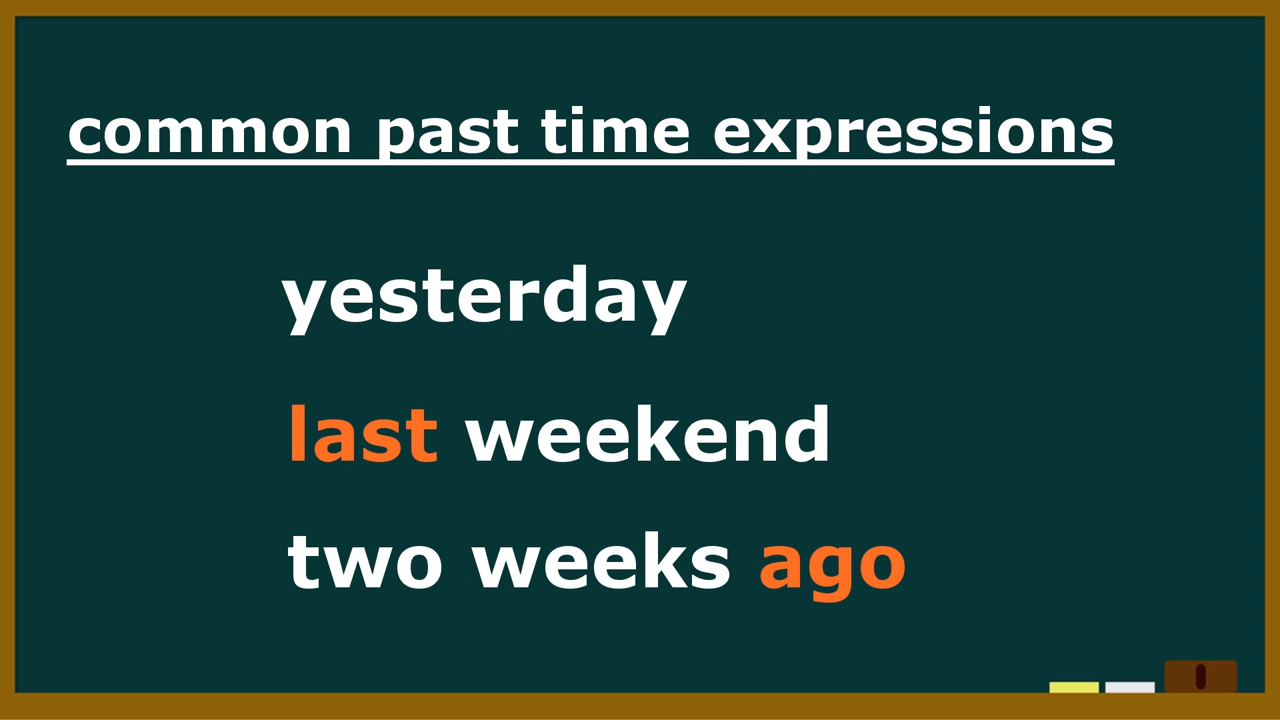 common past time expressions
yesterday
last weekend
two weeks ago